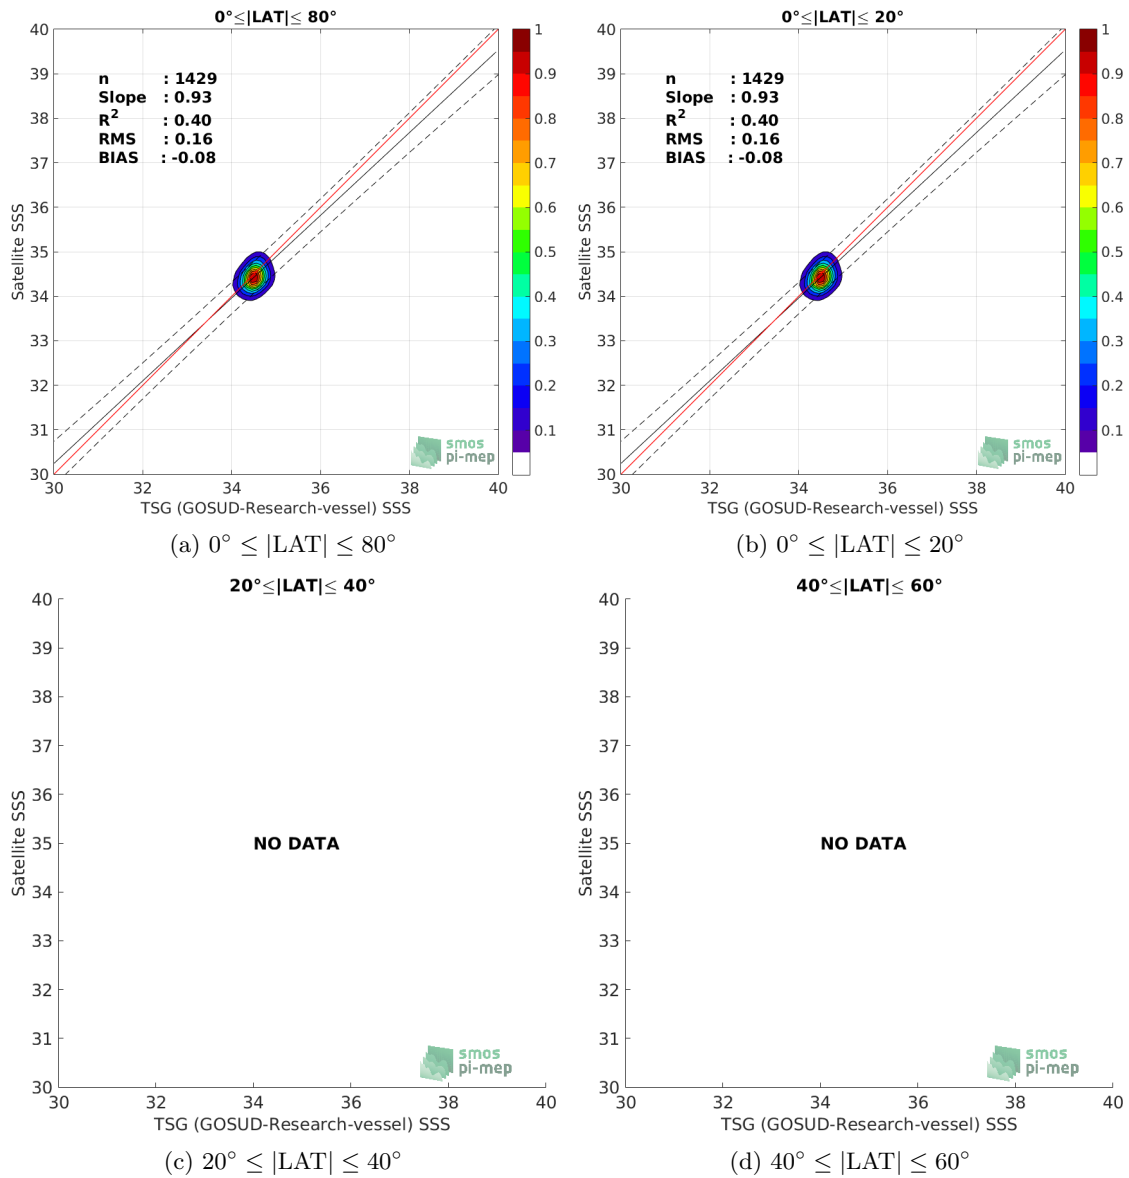 0°≤|LAT|≤ 80°
40
39
38
37
36
35
34
33
32
31
30
Satellite SSS
n : 1429
Slope : 0.93
R2 : 0.40
RMS : 0.16
BIAS : -0.08
1
0.9
0.8
0.7
0.6
0.5
0.4
0.3
0.2
0.1
smos
pi-mep
30 32 34 36 38 40
TSG (GOSUD-Research-vessel) SSS
(a) 0° ≤ |LAT| ≤ 80°
0°≤|LAT|≤ 20°
40
39
38
37
36
35
34
33
32
31
30
Satellite SSS
n : 1429
Slope : 0.93
R2 : 0.40
RMS : 0.16
BIAS : -0.08
1
0.9
0.8
0.7
0.6
0.5
0.4
0.3
0.2
0.1
smos
pi-mep
30 32 34 36 38 40
TSG (GOSUD-Research-vessel) SSS
(b) 0° ≤ |LAT| ≤ 20°
20°≤|LAT|≤ 40°
40
39
38
37
36
35
34
33
32
31
30
Satellite SSS
NO DATA
smos
pi-mep
30 32 34 36 38 40
TSG (GOSUD-Research-vessel) SSS
(c) 20° ≤ |LAT| ≤ 40°
40°≤|LAT|≤ 60°
40
39
38
37
36
35
34
33
32
31
30
Satellite SSS
NO DATA
smos
pi-mep
30 32 34 36 38 40
TSG (GOSUD-Research-vessel) SSS
(d) 40° ≤ |LAT| ≤ 60°